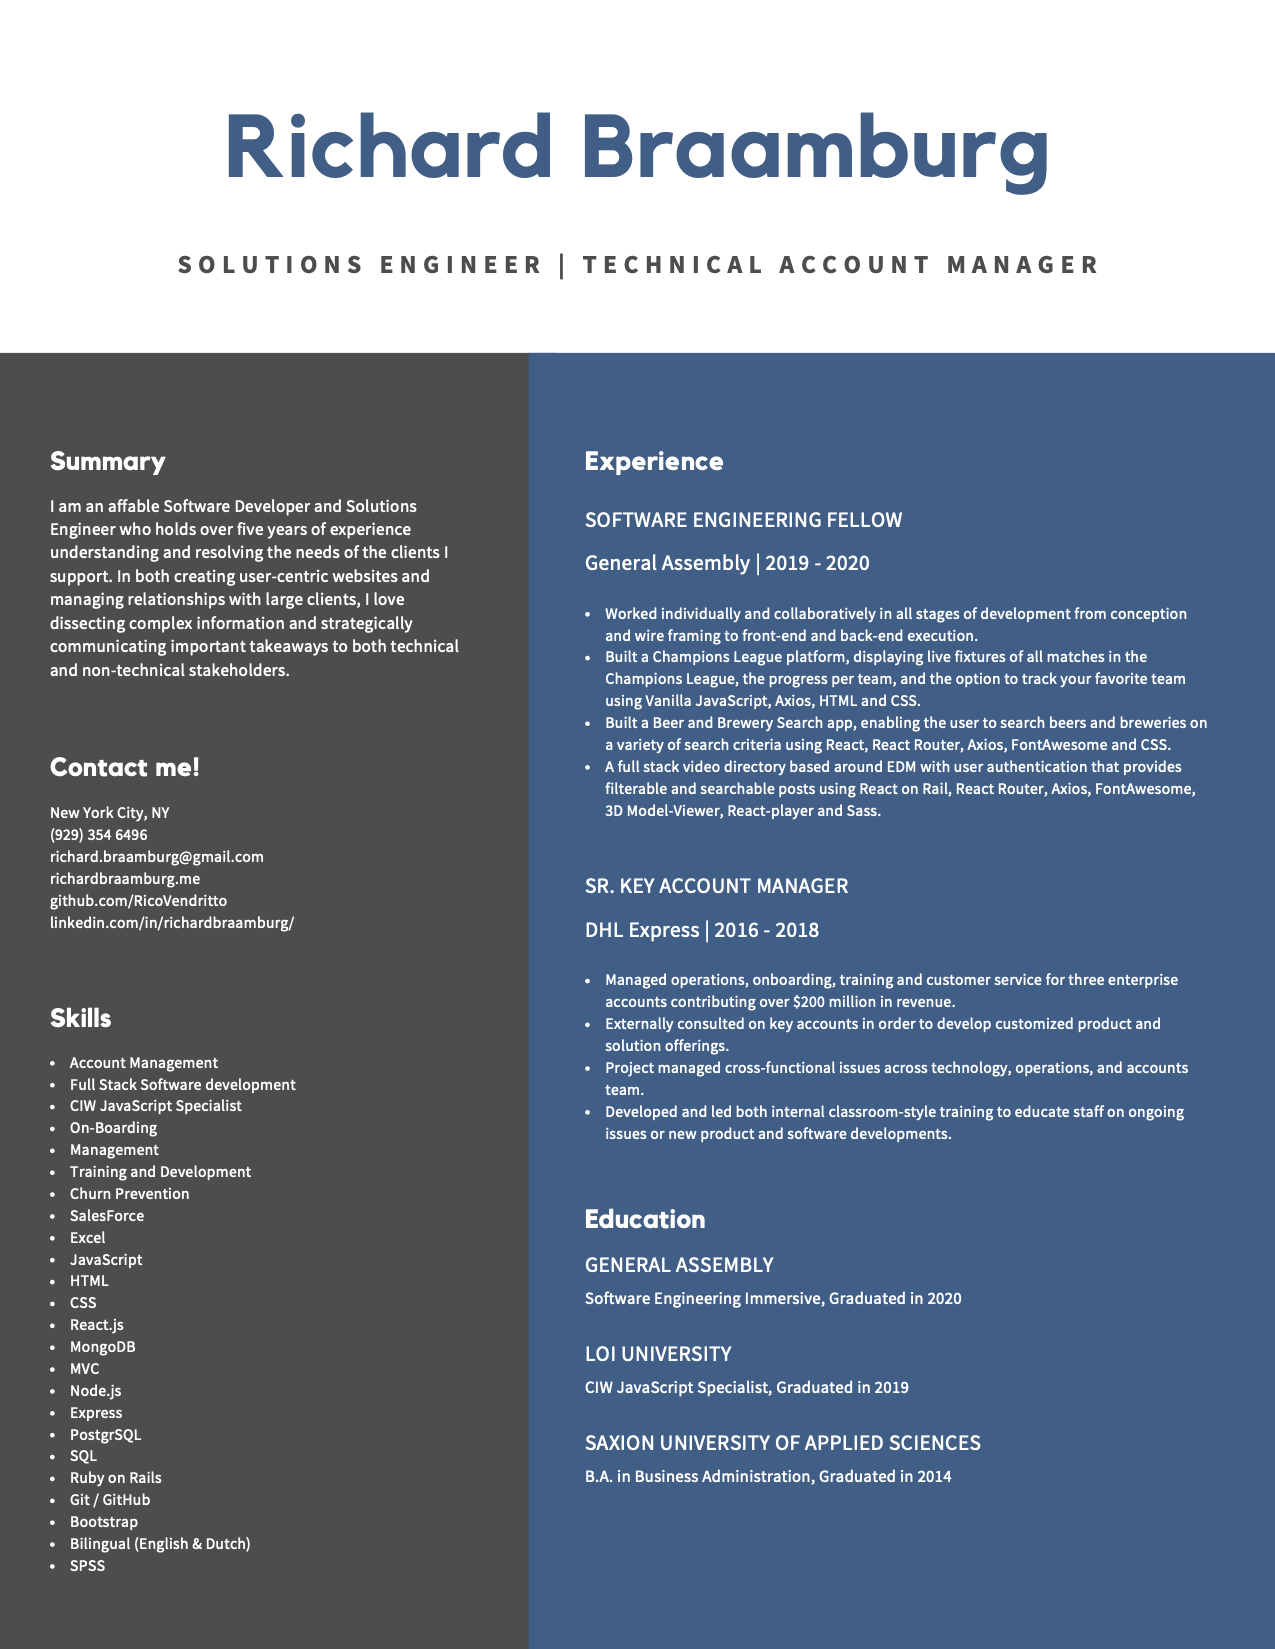 Richard Braamburg
SOLUTIONS ENGINEER | TECHNICAL ACCOUNT MANAGER
Summary
I am an affable Software Developer and Solutions
Engineer who holds over five years of experience
understanding and resolving the needs of the clients I
support. In both creating user-centric websites and
managing relationships with large clients, I love
dissecting complex information and strategically
communicating important takeaways to both technical
and non-technical stakeholders.
Contact me!
New York City, NY
(929) 354 6496
richard.braamburg@gmail.com
richardbraamburg.me
github.com/RicoVendritto
linkedin.com/in/richardbraamburg/
Skills
• Account Management
• Full Stack Software development
• CIW JavaScript Specialist
• On-Boarding
• Management
• Training and Development
• Churn Prevention
• SalesForce
• Excel
• JavaScript
• HTML
• CSS
• React.js
• MongoDB
• MVC
• Node.js
• Express
• PostgrSQL
• SQL
• Ruby on Rails
• Git / GitHub
• Bootstrap
• Bilingual (English & Dutch)
• SPSS
Experience
SOFTWARE ENGINEERING FELLOW
General Assembly | 2019 - 2020
• Worked individually and collaboratively in all stages of development from conception
and wire framing to front-end and back-end execution.
• Built a Champions League platform, displaying live fixtures of all matches in the
Champions League, the progress per team, and the option to track your favorite team
using Vanilla JavaScript, Axios, HTML and CSS.
• Built a Beer and Brewery Search app, enabling the user to search beers and breweries on
a variety of search criteria using React, React Router, Axios, FontAwesome and CSS.
• A full stack video directory based around EDM with user authentication that provides
filterable and searchable posts using React on Rail, React Router, Axios, FontAwesome,
3D Model-Viewer, React-player and Sass.
SR. KEY ACCOUNT MANAGER
DHL Express | 2016 - 2018
• Managed operations, onboarding, training and customer service for three enterprise
accounts contributing over $200 million in revenue.
• Externally consulted on key accounts in order to develop customized product and
solution offerings.
• Project managed cross-functional issues across technology, operations, and accounts
team.
• Developed and led both internal classroom-style training to educate staff on ongoing
issues or new product and software developments.
Education
GENERAL ASSEMBLY
Software Engineering Immersive, Graduated in 2020
LOI UNIVERSITY
CIW JavaScript Specialist, Graduated in 2019
SAXION UNIVERSITY OF APPLIED SCIENCES
B.A. in Business Administration, Graduated in 2014